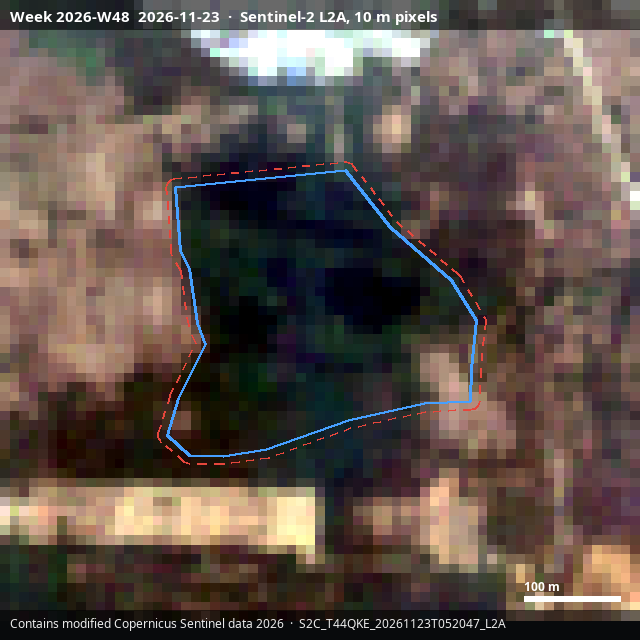 Week 2026-W48 2026-11-23 · Sentinel-2 L2A, 10 m pixels
100 m
Contains modified Copernicus Sentinel data 2026 · S2C_T44QKE_20261123T052047_L2A